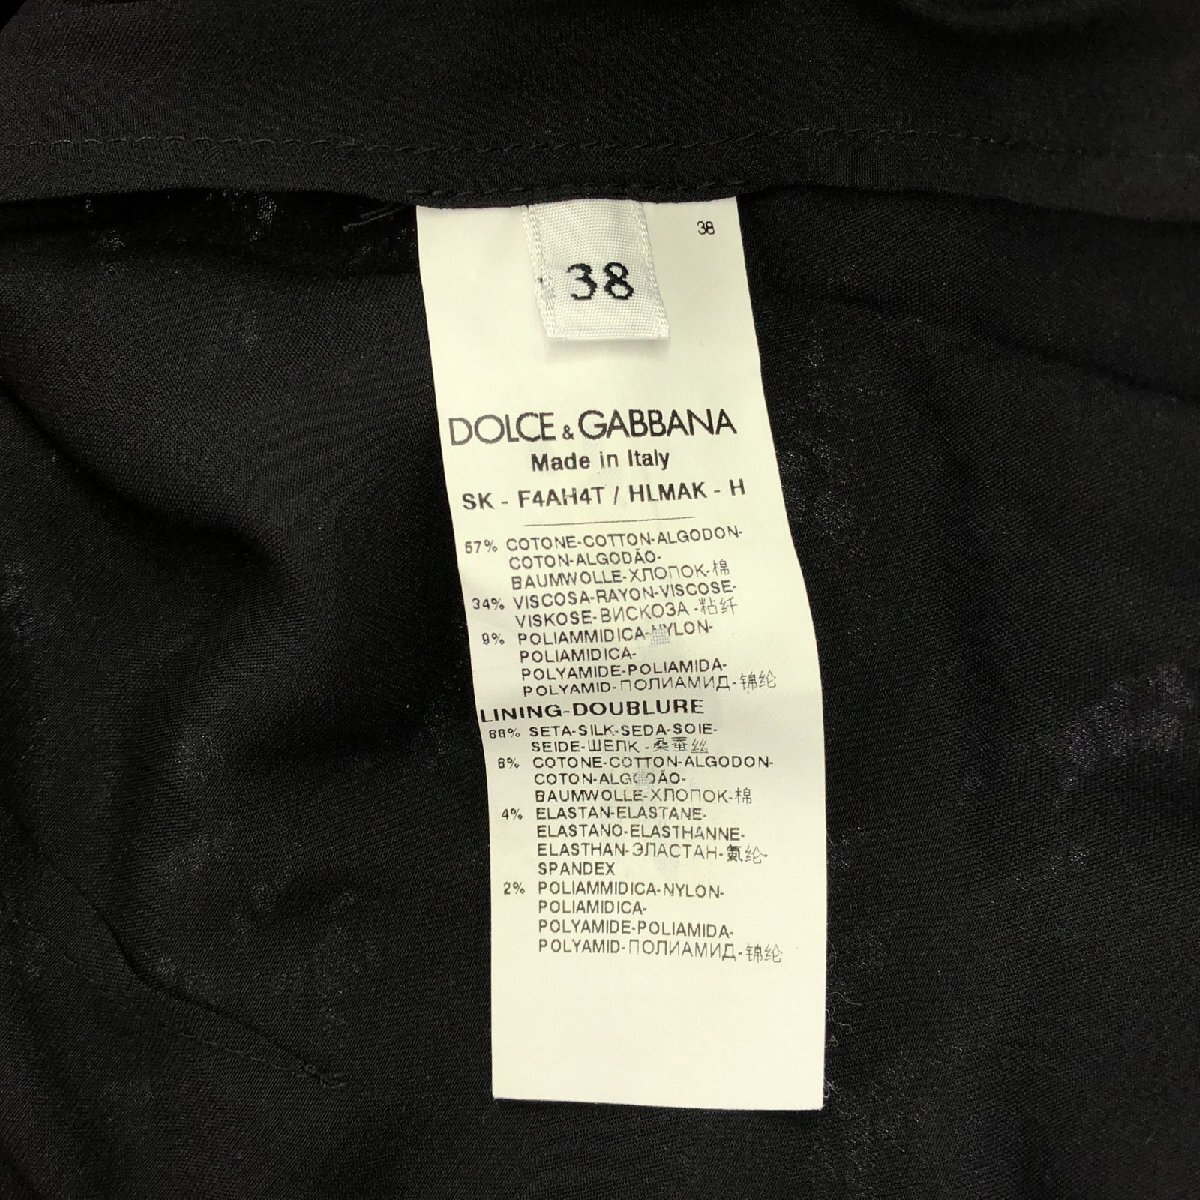 38
38
DOLCE & GABBANA
Made in Italy
SK - F4AH4T / HLMAK - H
57% COTONE-COTTON-ALGODON-
COTON-ALGODÃO-
BAUMWOLLE-ХЛОПОК-棉
34% VISCOSA-RAYON-VISCOSE-
VISKOSE-ВИСКОЗА-粘纤
9% POLIAMMIDICA-NYLON-
POLIAMIDICA-
POLYAMIDE-POLIAMIDA-
POLYAMID-ПОЛИАМИД-锦纶
LINING-DOUBLURE
86% SETA-SILK-SEDA-SOIE-
SEIDE-ШЕЛК-桑蚕丝
8% COTONE-COTTON-ALGODON-
COTON-ALGODÃO-
BAUMWOLLE-ХЛОПОК-棉
4% ELASTAN-ELASTANE-
ELASTANO-ELASTHANNE-
ELASTHAN-ЭЛАСТАН-氨纶-
SPANDEX
2% POLIAMMIDICA-NYLON-
POLIAMIDICA-
POLYAMIDE-POLIAMIDA-
POLYAMID-ПОЛИАМИД-锦纶